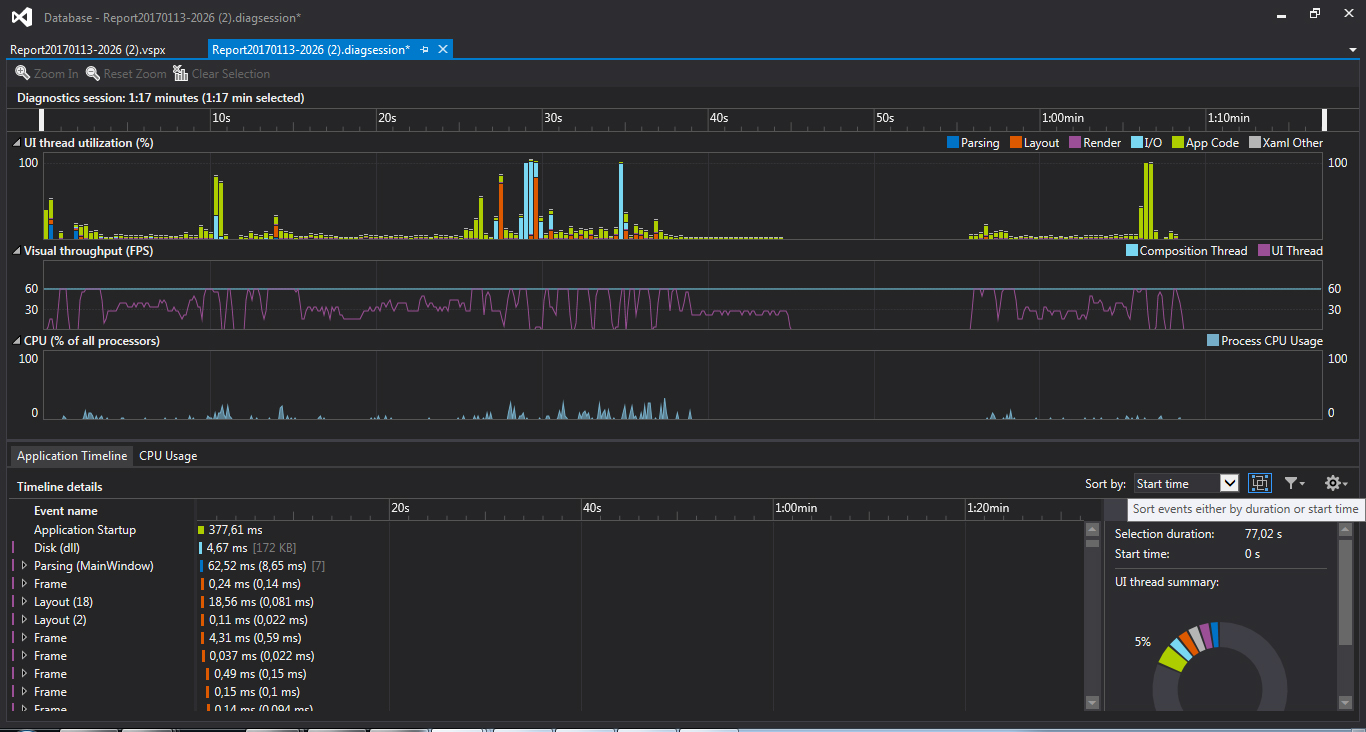 Database - Report20170113-2026 (2).diagsession*
Report20170113-2026 (2).vspx Report20170113-2026 (2).diagsession*
Zoom In Reset Zoom Clear Selection
Diagnostics session: 1:17 minutes (1:17 min selected)
10s 20s 30s 40s 50s 1:00min 1:10min
UI thread utilization (%) Parsing Layout Render I/O App Code Xaml Other
100 100
Visual throughput (FPS) Composition Thread UI Thread
60 60
30 30
CPU (% of all processors) Process CPU Usage
100 100
0 0
Application Timeline CPU Usage
Timeline details Sort by: Start time
20s 40s 1:00min 1:20min
Sort events either by duration or start time
Event name
Application Startup 377,61 ms
Disk (dll) 4,67 ms [172 KB]
Parsing (MainWindow) 62,52 ms (8,65 ms) [7]
Frame 0,24 ms (0,14 ms)
Layout (18) 18,56 ms (0,081 ms)
Layout (2) 0,11 ms (0,022 ms)
Frame 4,31 ms (0,59 ms)
Frame 0,037 ms (0,022 ms)
Frame 0,49 ms (0,15 ms)
Frame 0,15 ms (0,1 ms)
Frame 0,14 ms (0,094 ms)
Selection duration: 77,02 s
Start time: 0 s
UI thread summary:
5%